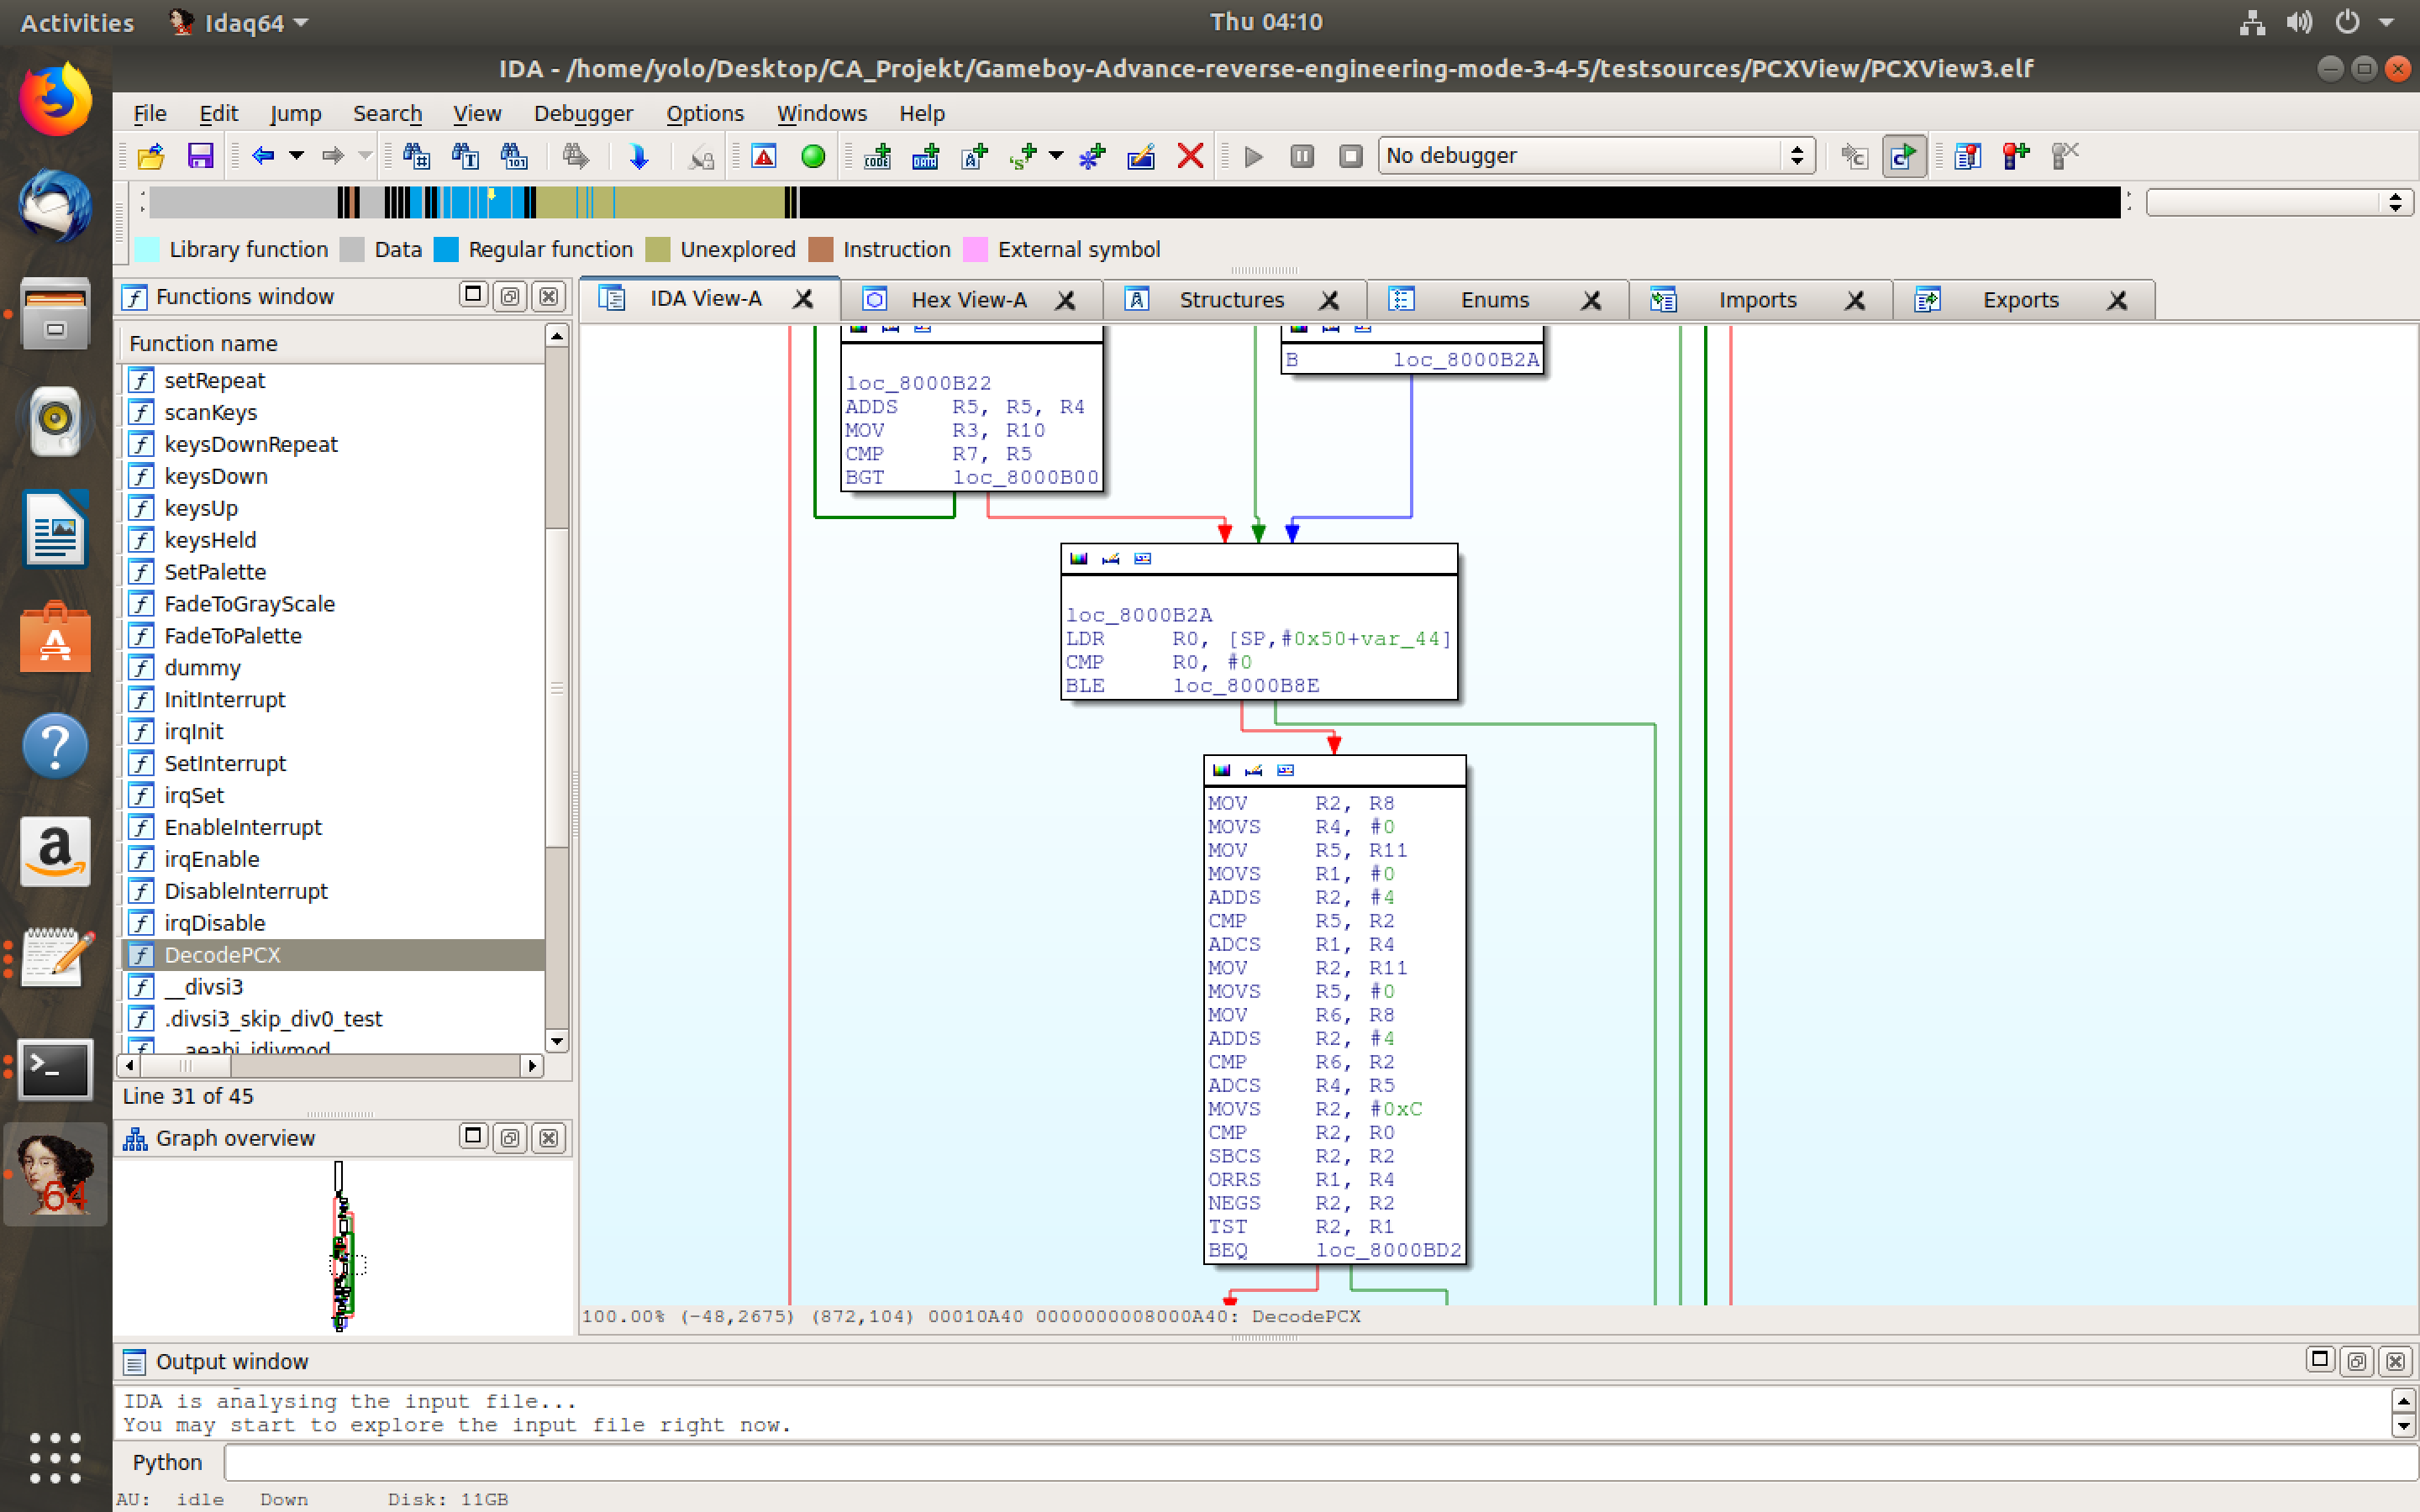 Activities Idaq64 Thu 04:10
IDA - /home/yolo/Desktop/CA_Projekt/Gameboy-Advance-reverse-engineering-mode-3-4-5/testsources/PCXView/PCXView3.elf
File Edit Jump Search View Debugger Options Windows Help
No debugger
Library function Data Regular function Unexplored Instruction External symbol
Functions window
IDA View-A Hex View-A Structures Enums Imports Exports
Function name
setRepeat
scanKeys
keysDownRepeat
keysDown
keysUp
keysHeld
SetPalette
FadeToGrayScale
FadeToPalette
dummy
InitInterrupt
irqInit
SetInterrupt
irqSet
EnableInterrupt
irqEnable
DisableInterrupt
irqDisable
DecodePCX
__divsi3
.divsi3_skip_div0_test
__aeabi_idivmod
Line 31 of 45
Graph overview
64
loc_8000B22
ADDS R5, R5, R4
MOV R3, R10
CMP R7, R5
BGT loc_8000B00
B loc_8000B2A
loc_8000B2A
LDR R0, [SP,#0x50+var_44]
CMP R0, #0
BLE loc_8000B8E
MOV R2, R8
MOVS R4, #0
MOV R5, R11
MOVS R1, #0
ADDS R2, #4
CMP R5, R2
ADCS R1, R4
MOV R2, R11
MOVS R5, #0
MOV R6, R8
ADDS R2, #4
CMP R6, R2
ADCS R4, R5
MOVS R2, #0xC
CMP R2, R0
SBCS R2, R2
ORRS R1, R4
NEGS R2, R2
TST R2, R1
BEQ loc_8000BD2
100.00% (-48,2675) (872,104) 00010A40 0000000008000A40: DecodePCX
Output window
IDA is analysing the input file...
You may start to explore the input file right now.
Python
AU: idle Down Disk: 11GB